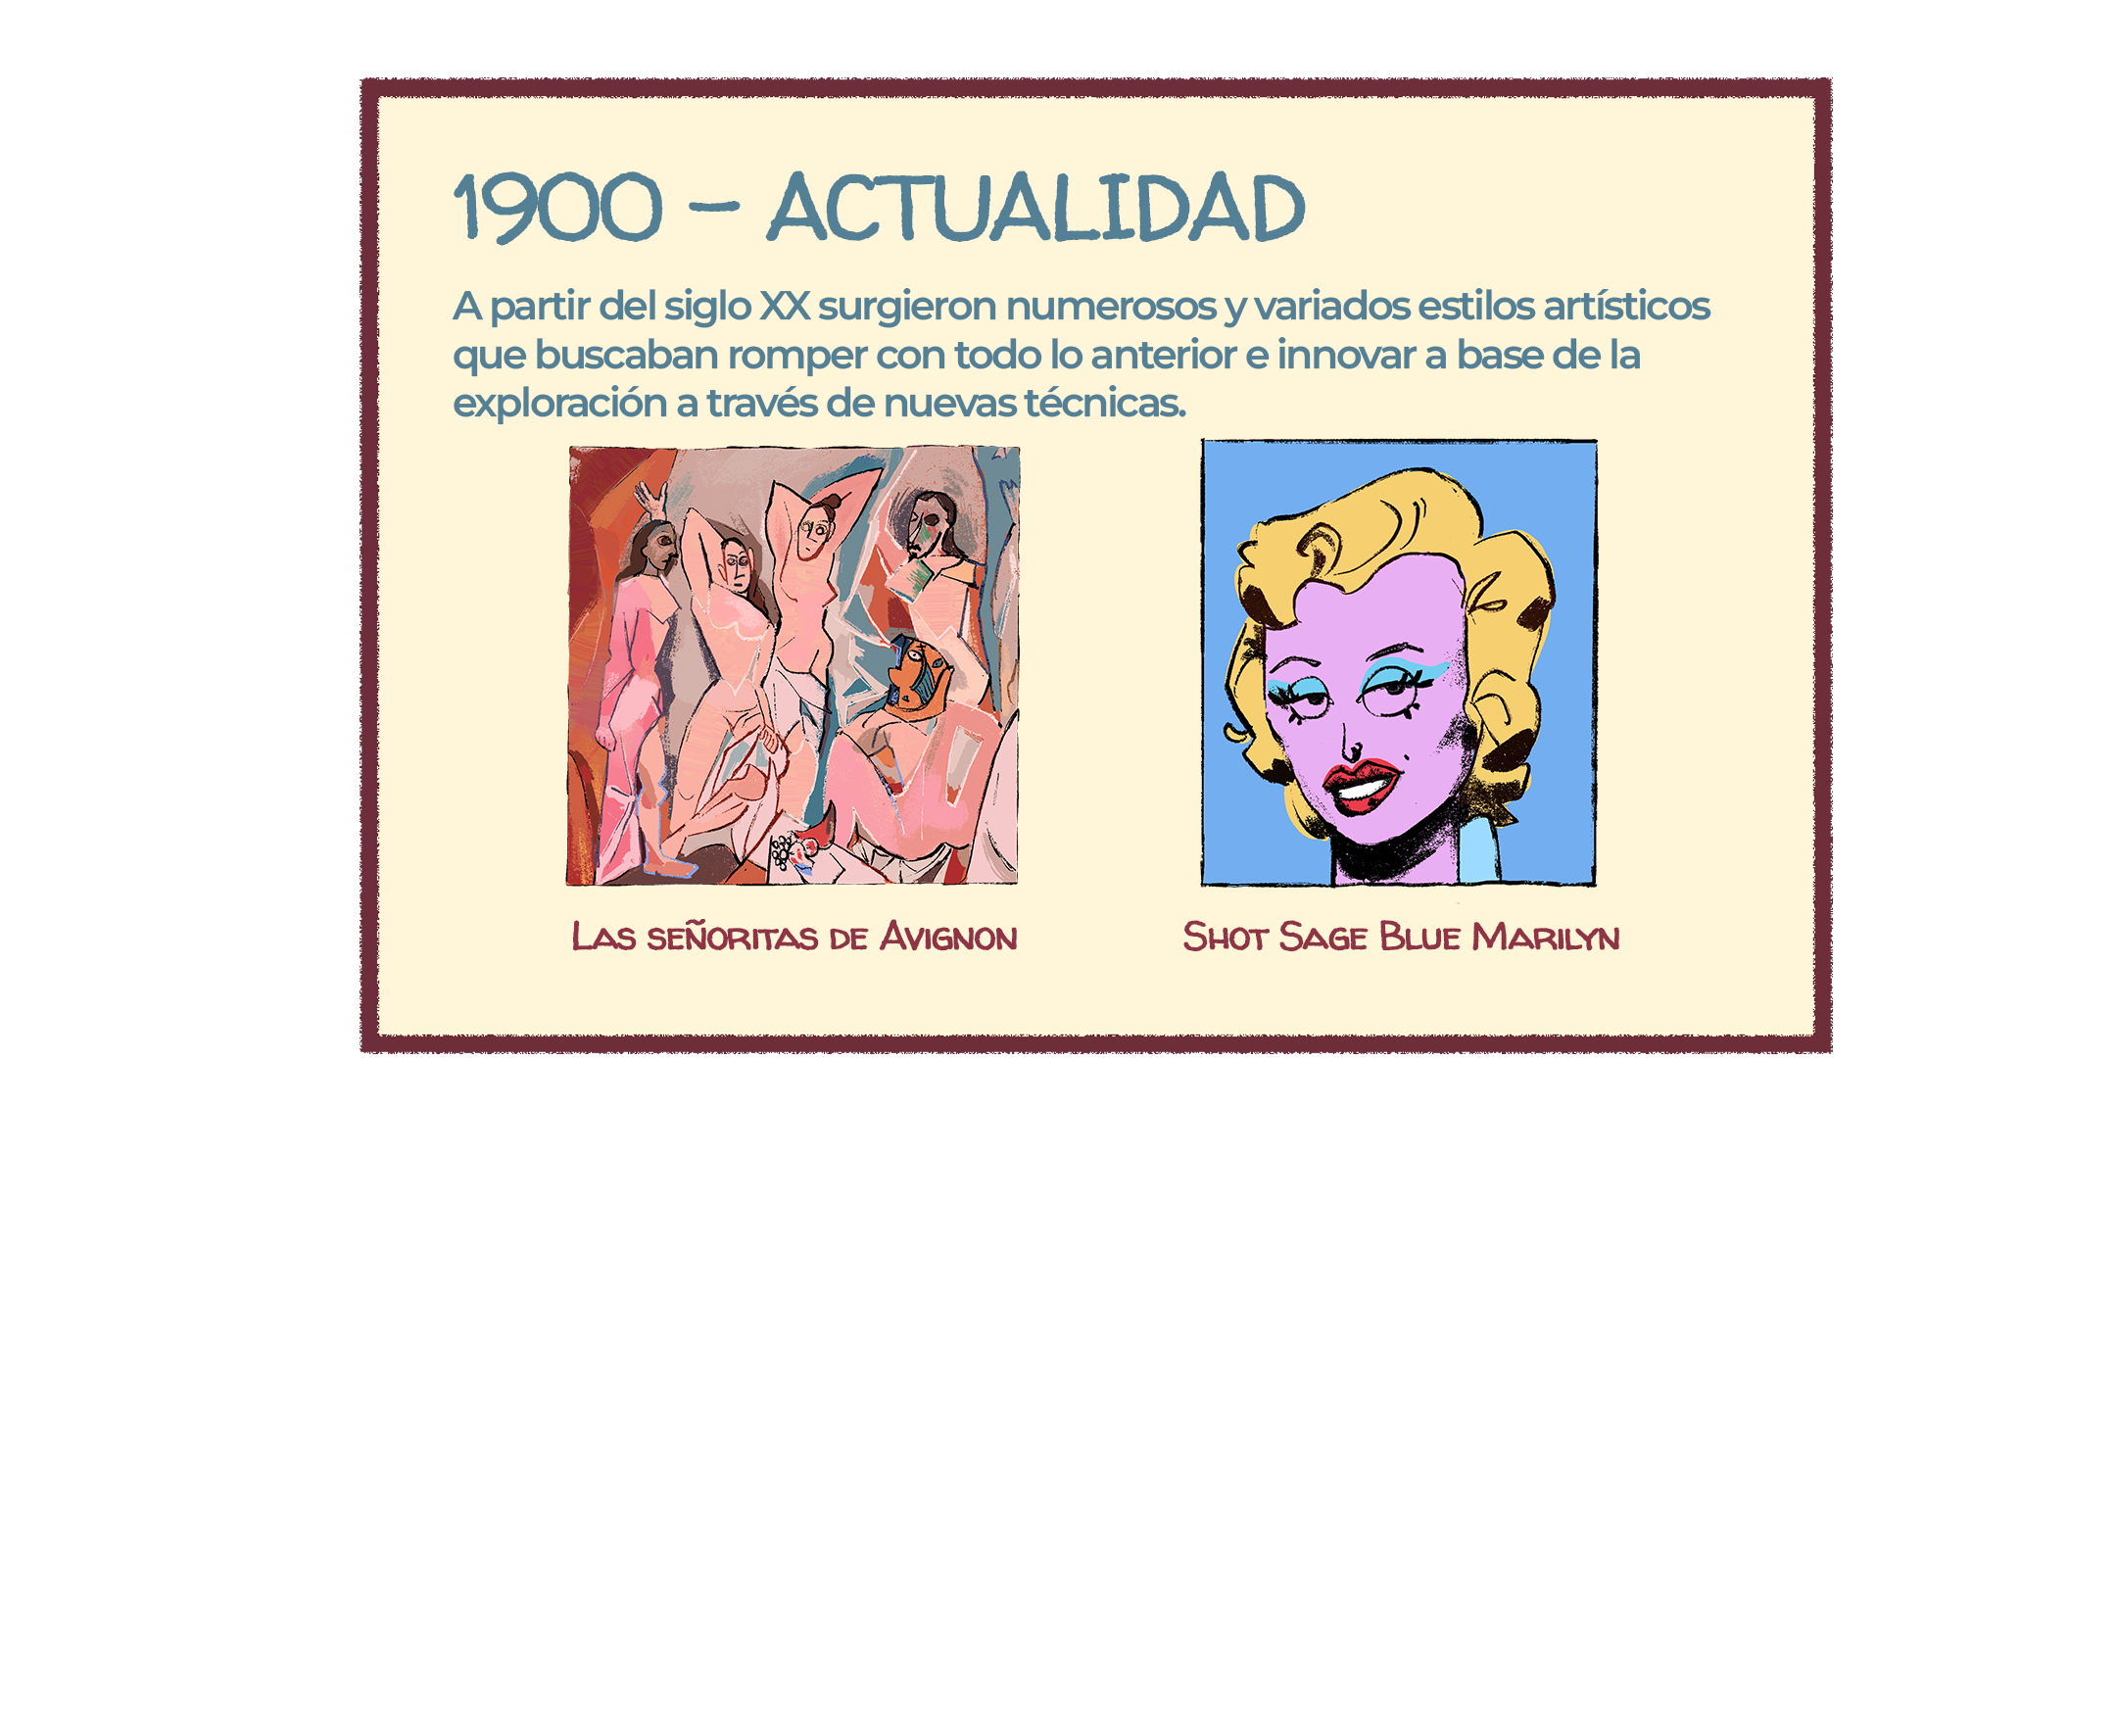 1900 – ACTUALIDAD
A partir del siglo XX surgieron numerosos y variados estilos artísticos
que buscaban romper con todo lo anterior e innovar a base de la
exploración a través de nuevas técnicas.
Las señoritas de Avignon
Shot Sage Blue Marilyn